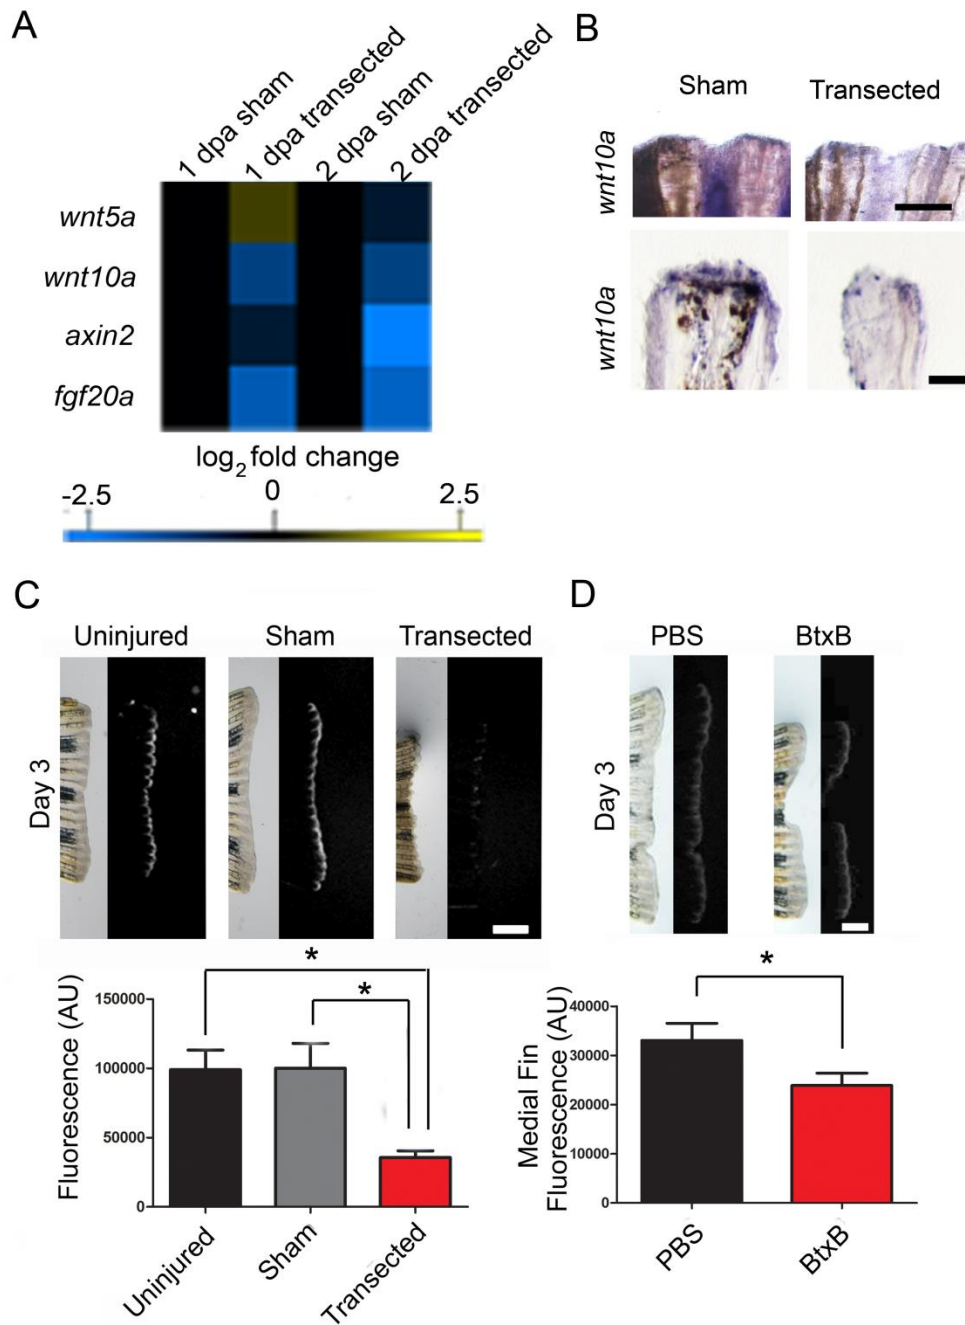 A
1 dpa sham
1 dpa transected
2 dpa sham
2 dpa transected
wnt5a
wnt10a
axin2
fgf20a
log2 fold change
-2.5 0 2.5
B
Sham Transected
wnt10a
wnt10a
C
Uninjured Sham Transected
Day 3
*
*
Fluorescence (AU)
150000
100000
50000
0
Uninjured
Sham
Transected
D
PBS BtxB
Day 3
*
Medial Fin
Fluorescence (AU)
40000
30000
20000
10000
0
PBS
BtxB